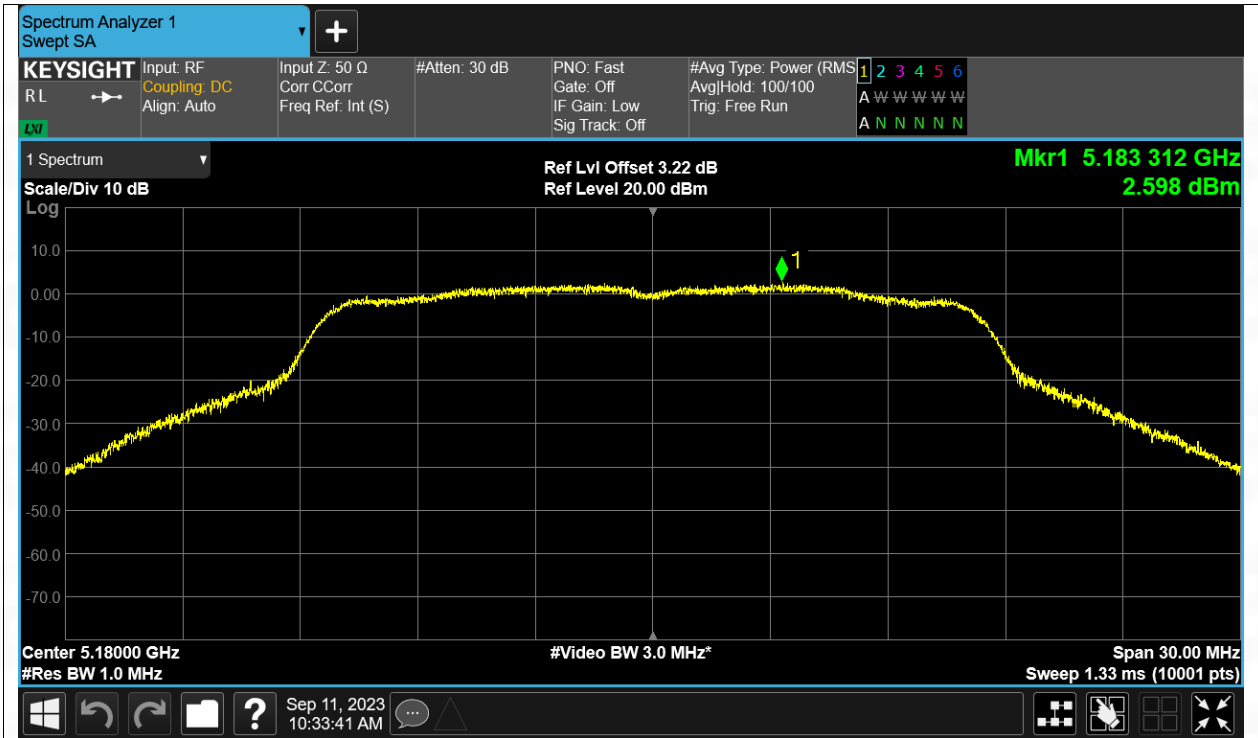 Spectrum Analyzer 1
Swept SA
KEYSIGHT
RL
LXI
Input: RF
Coupling: DC
Align: Auto
Input Z: 50 Ω
Corr CCorr
Freq Ref: Int (S)
#Atten: 30 dB
PNO: Fast
Gate: Off
IF Gain: Low
Sig Track: Off
#Avg Type: Power (RMS
Avg|Hold: 100/100
Trig: Free Run
1 2 3 4 5 6
A W W W W W
A N N N N N
1 Spectrum
Scale/Div 10 dB
Log
Ref Lvl Offset 3.22 dB
Ref Level 20.00 dBm
Mkr1 5.183 312 GHz
2.598 dBm
1
10.0
0.00
-10.0
-20.0
-30.0
-40.0
-50.0
-60.0
-70.0
Center 5.18000 GHz
#Res BW 1.0 MHz
#Video BW 3.0 MHz*
Span 30.00 MHz
Sweep 1.33 ms (10001 pts)
?
Sep 11, 2023
10:33:41 AM